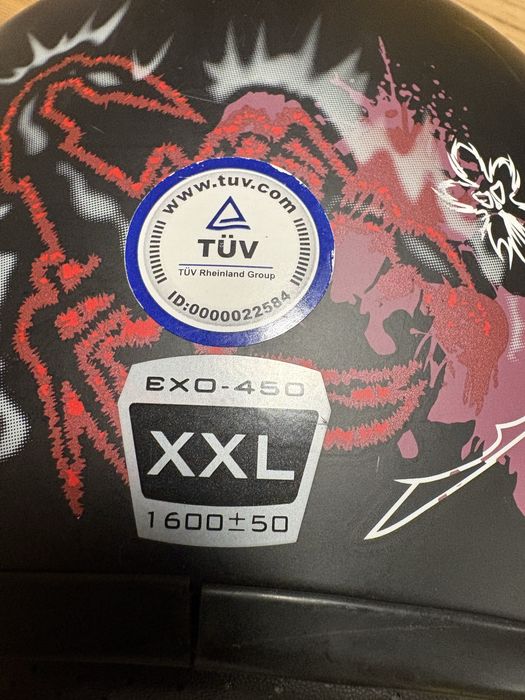 www.tuv.com
TÜV
TÜV Rheinland Group
ID:0000022584
EXO-450
XXL
1600±50